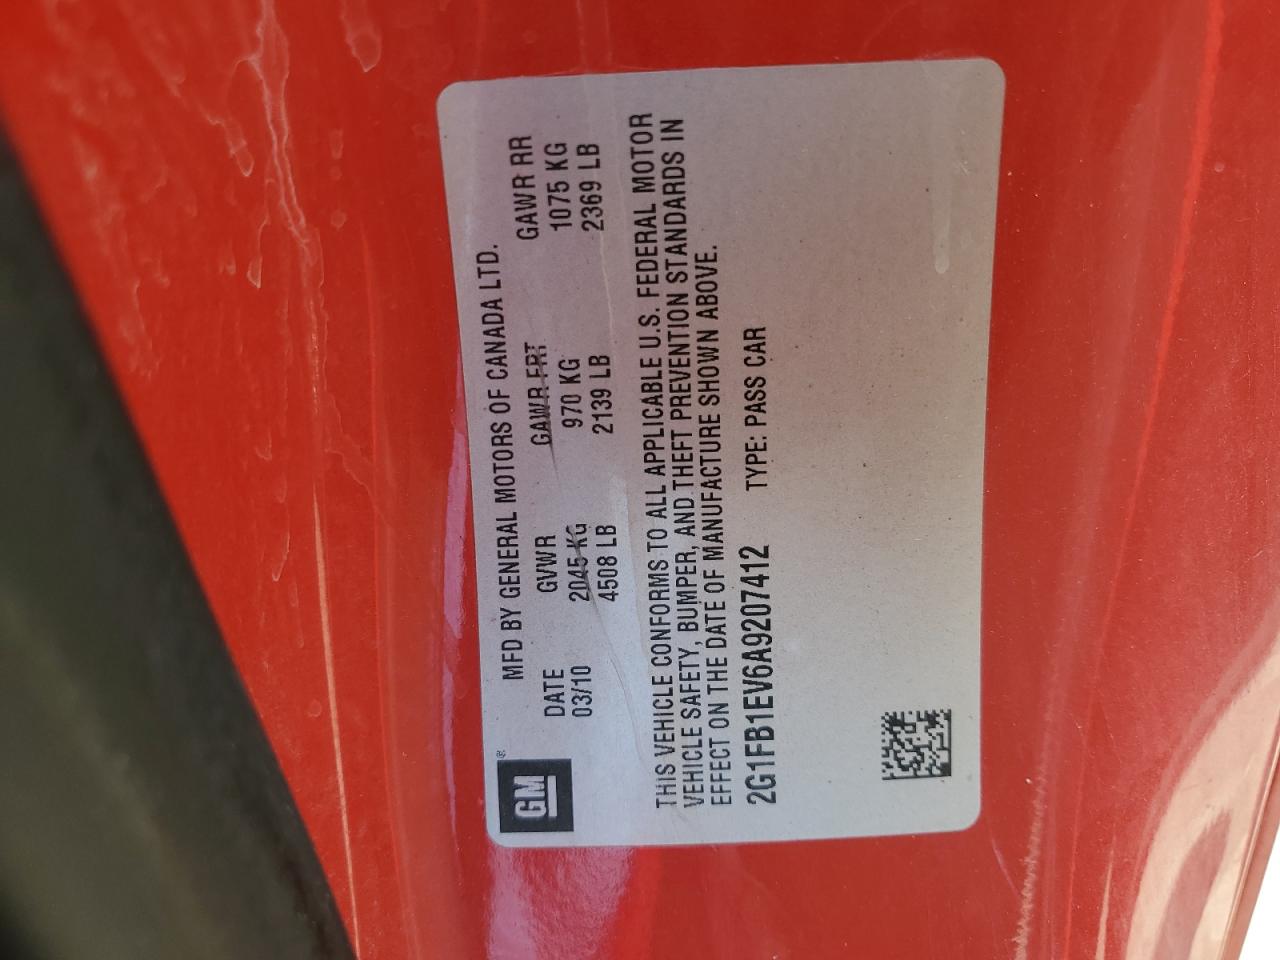 GM®
MFD BY GENERAL MOTORS OF CANADA LTD.
DATE GVWR GAWR FRT GAWR RR
03/10 2045 KG 970 KG 1075 KG
4508 LB 2139 LB 2369 LB
THIS VEHICLE CONFORMS TO ALL APPLICABLE U.S. FEDERAL MOTOR
VEHICLE SAFETY, BUMPER, AND THEFT PREVENTION STANDARDS IN
EFFECT ON THE DATE OF MANUFACTURE SHOWN ABOVE.
2G1FB1EV6A9207412 TYPE: PASS CAR